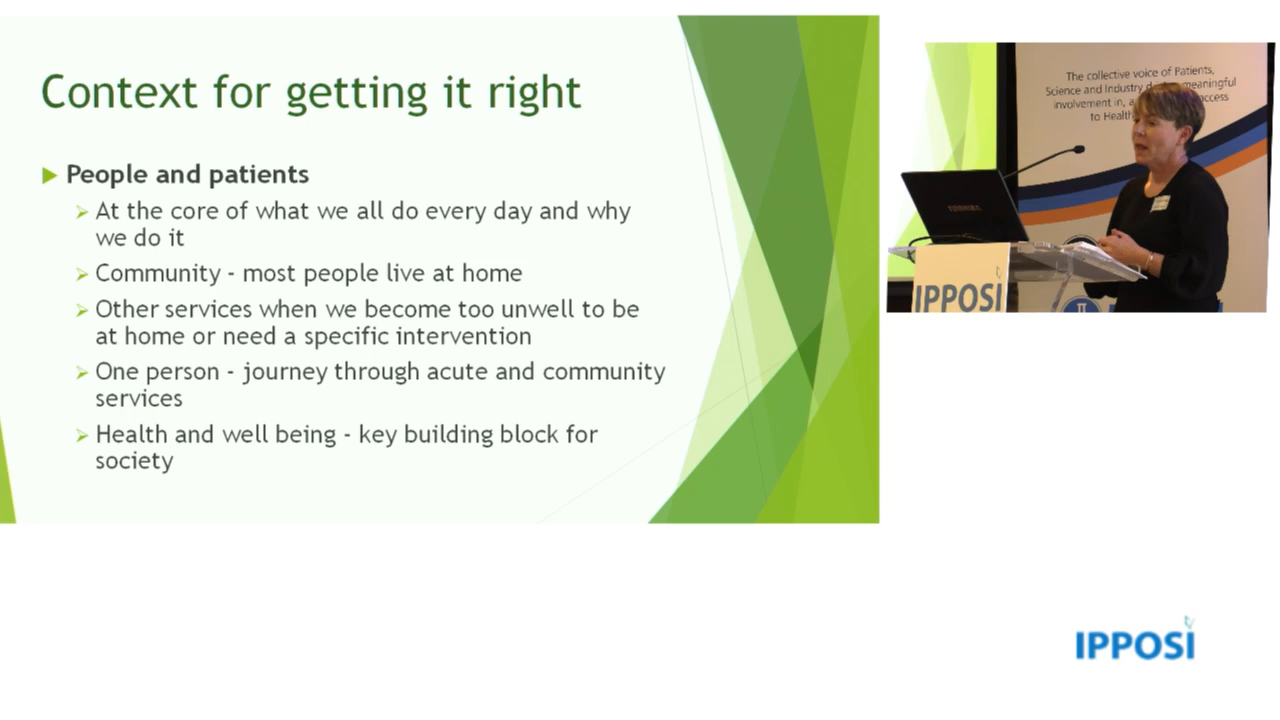 Context for getting it right
People and patients
At the core of what we all do every day and why
we do it
Community - most people live at home
Other services when we become too unwell to be
at home or need a specific intervention
One person - journey through acute and community
services
Health and well being - key building block for
society
The collective voice of Patients,
Science and Industry meaningful
involvement in, access
to Health
IPPOSI
IPPOSI